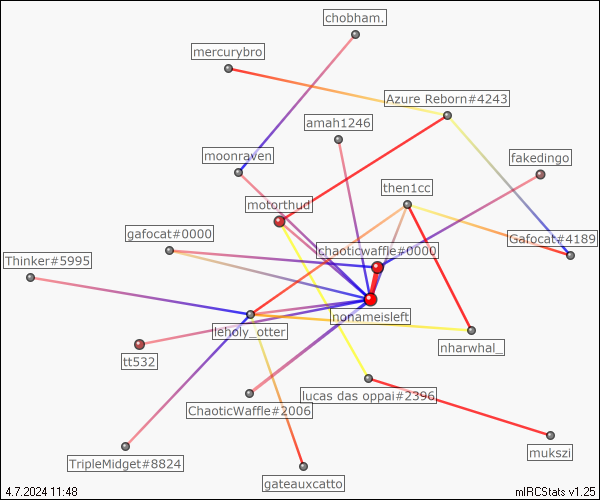 chobham.
mercurybro
Azure Reborn#4243
amah1246
moonraven
fakedingo
then1cc
motorthud
gafocat#0000
Gafocat#4189
chaoticwaffle#0000
Thinker#5995
nonameisleft
leholy_otter
nharwhal_
tt532
lucas das oppai#2396
ChaoticWaffle#2006
mukszi
TripleMidget#8824
gateauxcatto
4.7.2024 11:48
mIRCStats v1.25